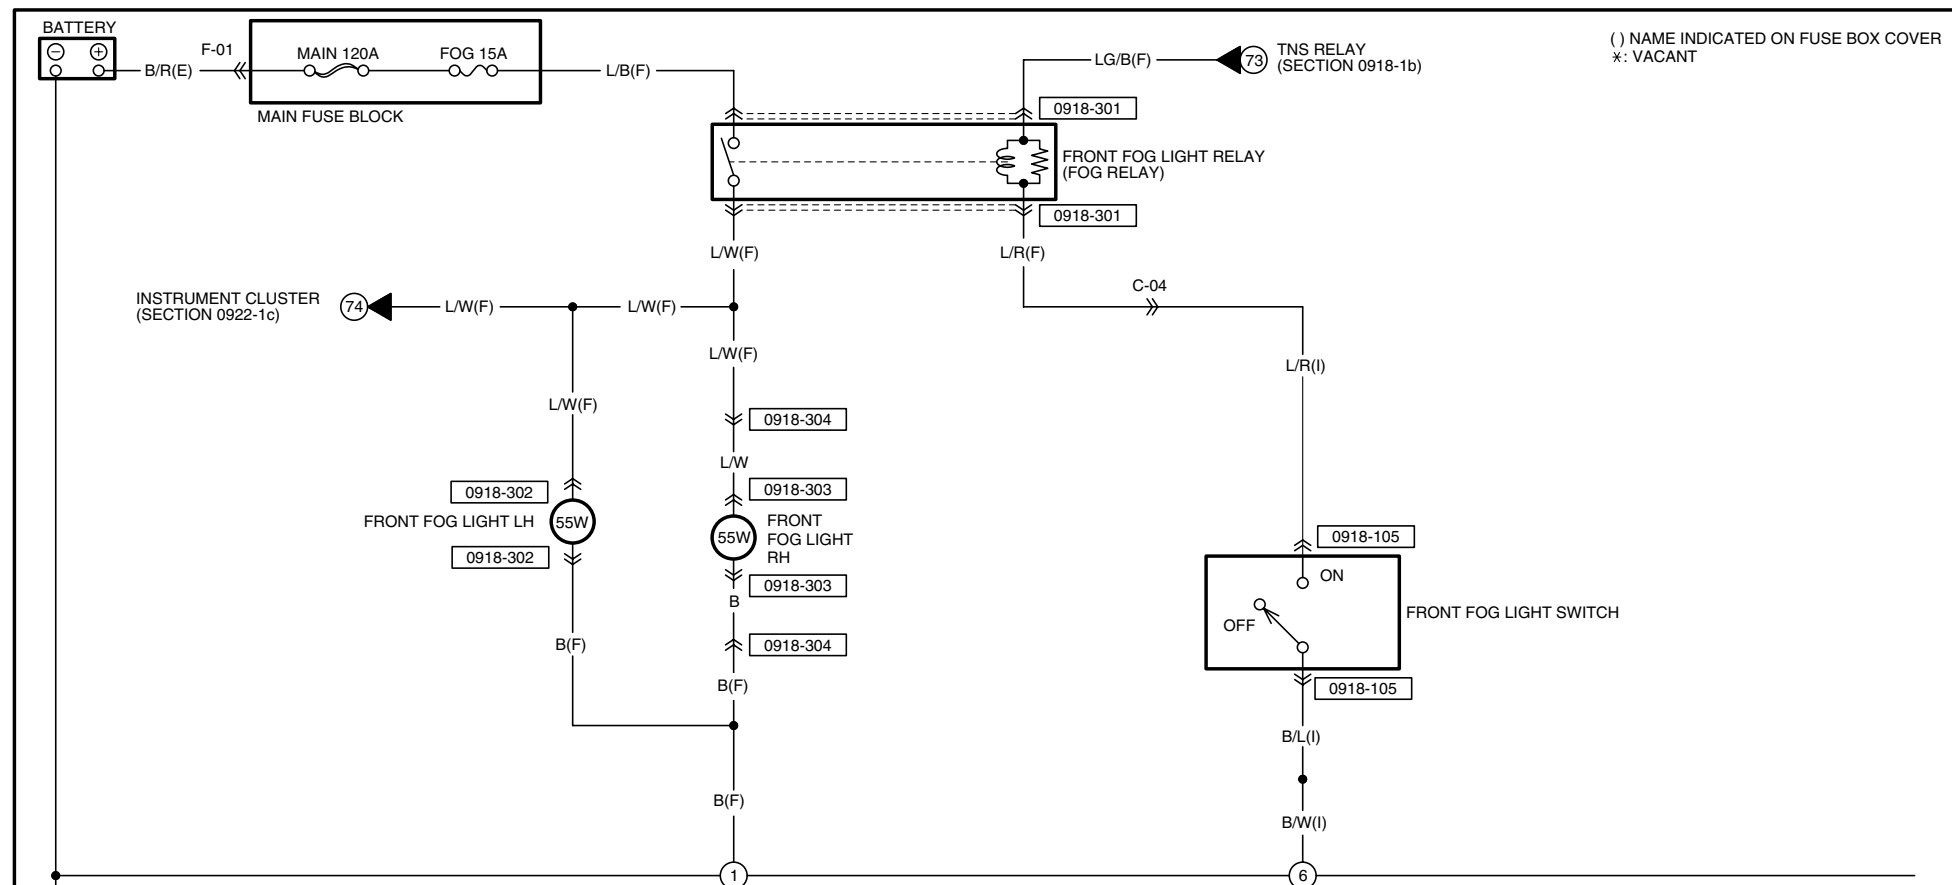 BATTERY
F-01
MAIN 120A
FOG 15A
B/R(E)
L/B(F)
MAIN FUSE BLOCK
LG/B(F)
73
TNS RELAY
(SECTION 0918-1b)
( ) NAME INDICATED ON FUSE BOX COVER
*: VACANT
0918-301
FRONT FOG LIGHT RELAY
(FOG RELAY)
0918-301
L/W(F)
L/R(F)
INSTRUMENT CLUSTER
(SECTION 0922-1c)
74
L/W(F)
L/W(F)
C-04
L/W(F)
L/R(I)
L/W(F)
0918-304
L/W
0918-302
0918-303
FRONT FOG LIGHT LH
55W
55W
FRONT
FOG LIGHT
RH
0918-302
0918-303
B
B(F)
0918-304
B(F)
0918-105
ON
OFF
FRONT FOG LIGHT SWITCH
0918-105
B/L(I)
B(F)
B/W(I)
1
6